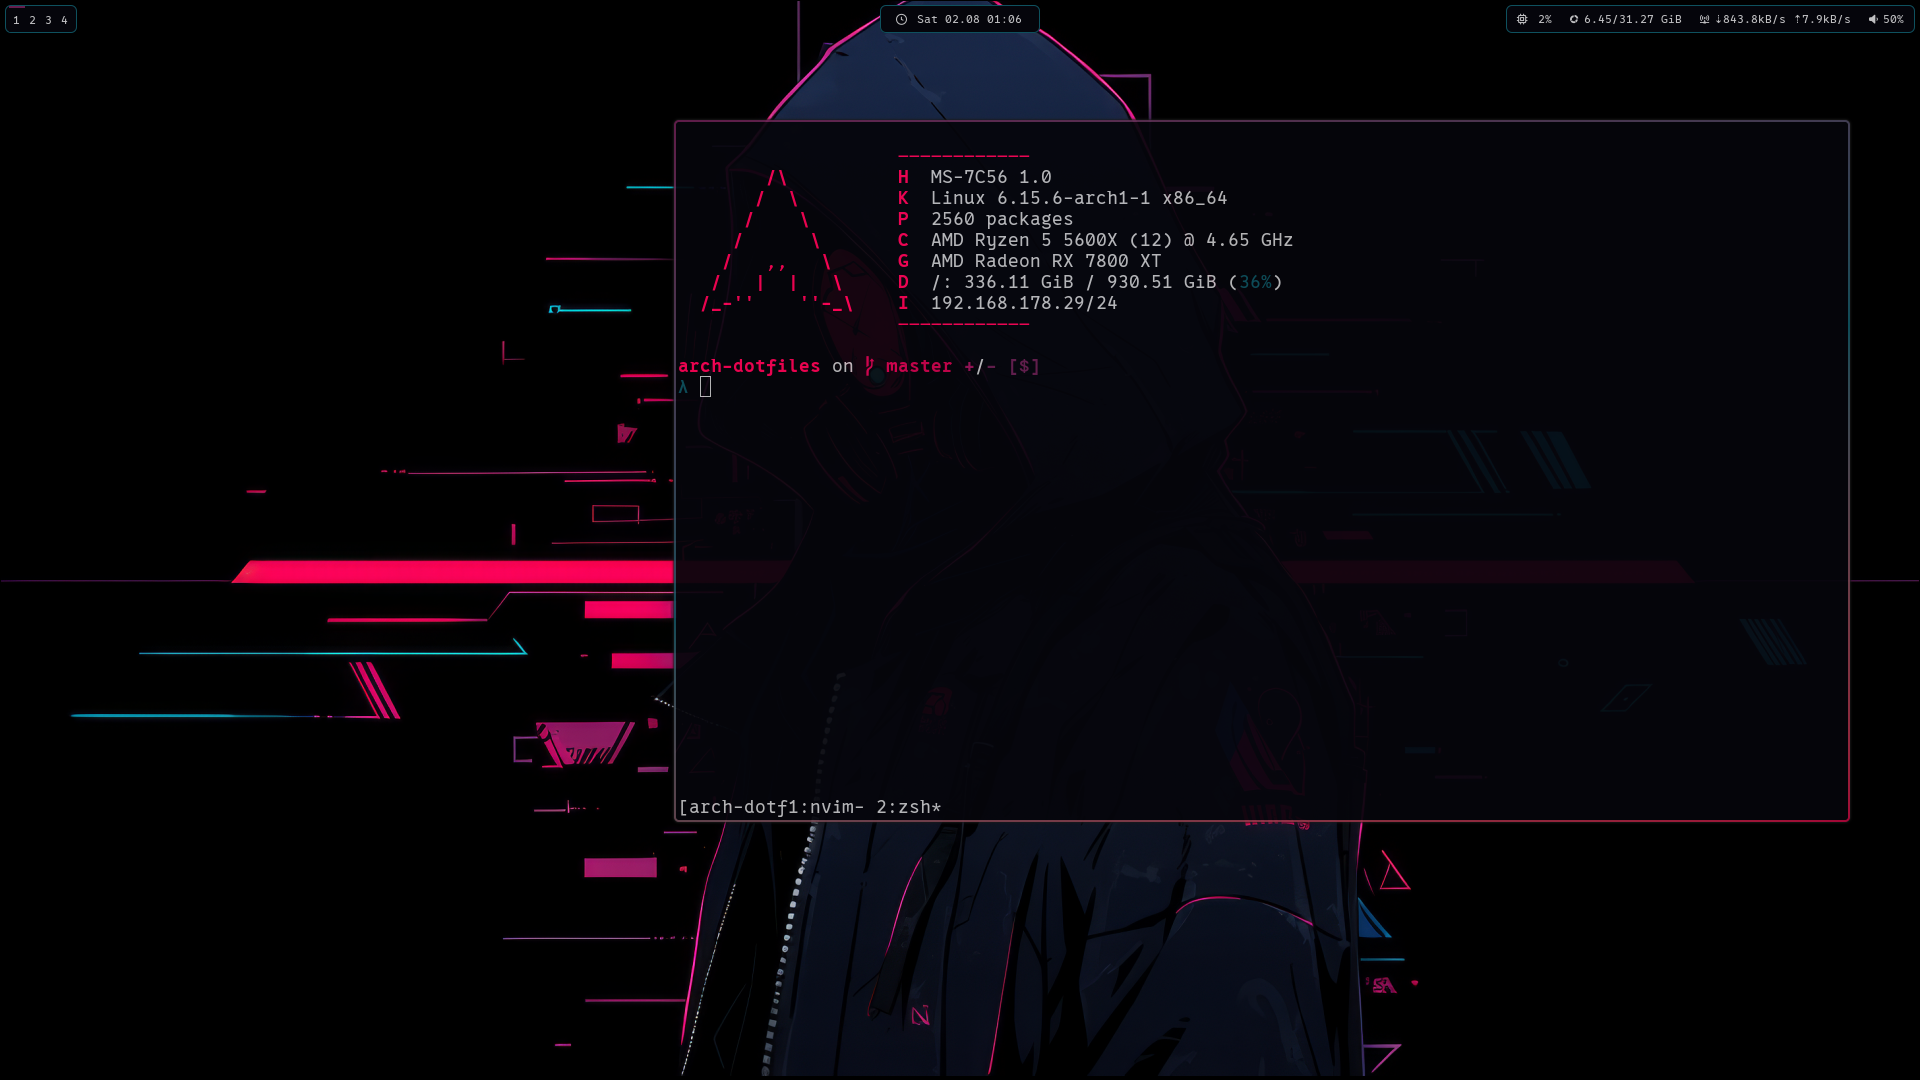 1 2 3 4
Sat 02.08 01:06
2% 6.45/31.27 GiB ↓843.8kB/s ↑7.9kB/s 50%
------------
H MS-7C56 1.0
K Linux 6.15.6-arch1-1 x86_64
P 2560 packages
C AMD Ryzen 5 5600X (12) @ 4.65 GHz
G AMD Radeon RX 7800 XT
D /: 336.11 GiB / 930.51 GiB (36%)
I 192.168.178.29/24
------------
arch-dotfiles on master +/- [$]
λ
[arch-dotf1:nvim- 2:zsh*